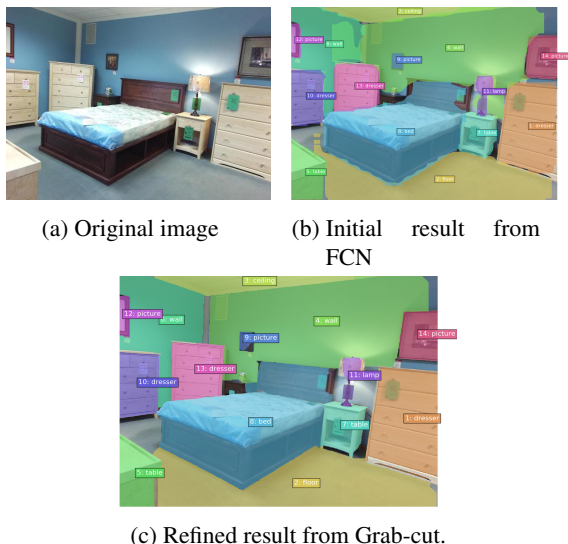 3: ceiling
12: picture
8: wall
4: wall
9: picture
14: picture
13: dresser
10: dresser
11: lamp
1: dresser
6: bed
7: table
5: table
2: floor
(a) Original image
(b) Initial result from
FCN
3: ceiling
12: picture
wall
4: wall
9: picture
14: picture
13: dresser
10: dresser
11: lamp
1: dresser
6: bed
7: table
5: table
2: floor
(c) Refined result from Grab-cut.